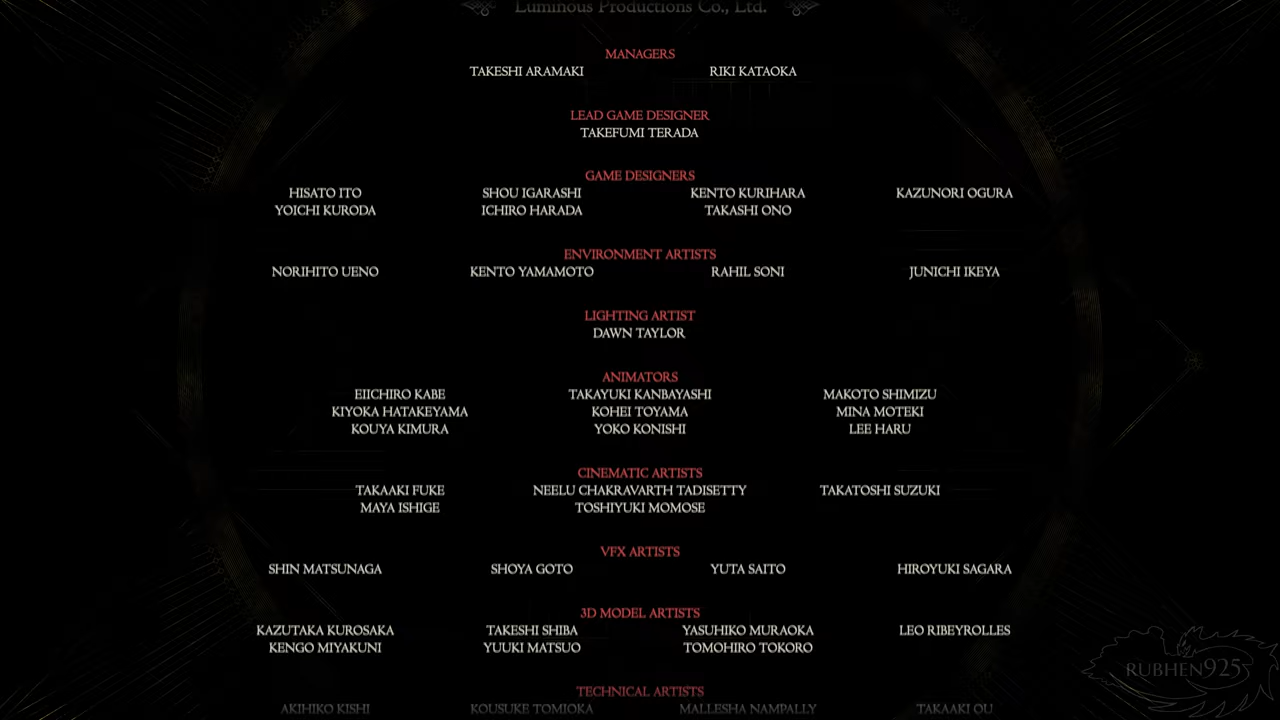 Luminous Productions Co., Ltd.
MANAGERS
TAKESHI ARAMAKI RIKI KATAOKA
LEAD GAME DESIGNER
TAKEFUMI TERADA
GAME DESIGNERS
HISATO ITO SHOU IGARASHI KENTO KURIHARA KAZUNORI OGURA
YOICHI KURODA ICHIRO HARADA TAKASHI ONO
ENVIRONMENT ARTISTS
NORIHITO UENO KENTO YAMAMOTO RAHIL SONI JUNICHI IKEYA
LIGHTING ARTIST
DAWN TAYLOR
ANIMATORS
EIICHIRO KABE TAKAYUKI KANBAYASHI MAKOTO SHIMIZU
KIYOKA HATAKEYAMA KOHEI TOYAMA MINA MOTEKI
KOUYA KIMURA YOKO KONISHI LEE HARU
CINEMATIC ARTISTS
TAKAAKI FUKE NEELU CHAKRAVARTH TADISETTY TAKATOSHI SUZUKI
MAYA ISHIGE TOSHIYUKI MOMOSE
VFX ARTISTS
SHIN MATSUNAGA SHOYA GOTO YUTA SAITO HIROYUKI SAGARA
3D MODEL ARTISTS
KAZUTAKA KUROSAKA TAKESHI SHIBA YASUHIKO MURAOKA LEO RIBEYROLLES
KENGO MIYAKUNI YUUKI MATSUO TOMOHIRO TOKORO
RUBHEN925
TECHNICAL ARTISTS
AKIHIKO KISHI KOUSUKE TOMIOKA MALLESHA NAMPALLY TAKAAKI OU